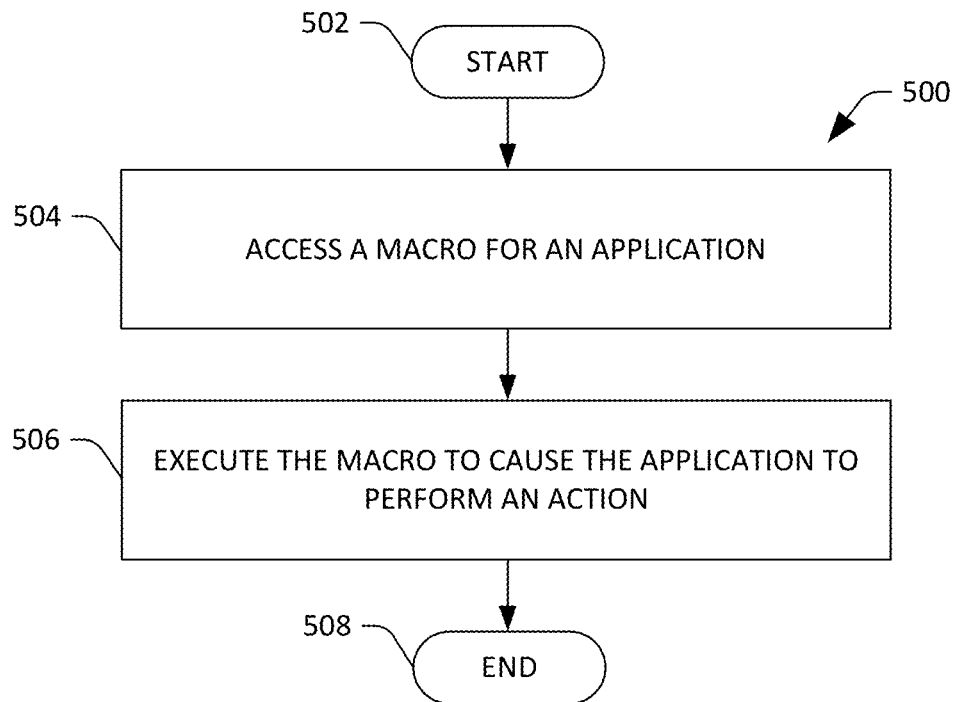 502
START
500
504
ACCESS A MACRO FOR AN APPLICATION
506
EXECUTE THE MACRO TO CAUSE THE APPLICATION TO
PERFORM AN ACTION
508
END